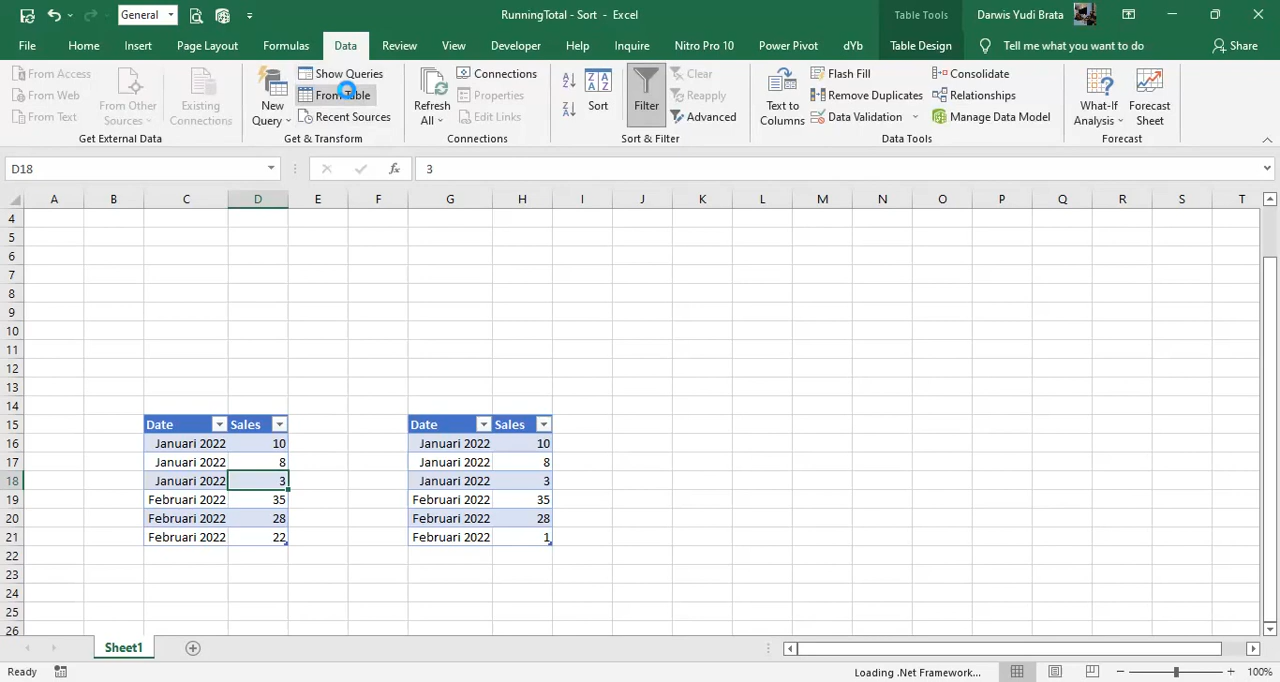 General
RunningTotal - Sort - Excel
Table Tools
Darwis Yudi Brata
File
Home
Insert
Page Layout
Formulas
Data
Review
View
Developer
Help
Inquire
Nitro Pro 10
Power Pivot
dYb
Table Design
Tell me what you want to do
Share
From Access
From Web
From Text
From Other Sources
Existing Connections
Get External Data
New Query
Show Queries
From Table
Recent Sources
Get & Transform
Refresh All
Connections
Properties
Edit Links
Connections
Sort
Filter
Clear
Reapply
Advanced
Sort & Filter
Text to Columns
Flash Fill
Remove Duplicates
Data Validation
Consolidate
Relationships
Manage Data Model
Data Tools
What-If Analysis
Forecast Sheet
Forecast
D18
fx
3
A B C D E F G H I J K L M N O P Q R S T
4
5
6
7
8
9
10
11
12
13
14
15 Date Sales Date Sales
16 Januari 2022 10 Januari 2022 10
17 Januari 2022 8 Januari 2022 8
18 Januari 2022 3 Januari 2022 3
19 Februari 2022 35 Februari 2022 35
20 Februari 2022 28 Februari 2022 28
21 Februari 2022 22 Februari 2022 1
22
23
24
25
26
Sheet1
Ready
Loading .Net Framework...
100%